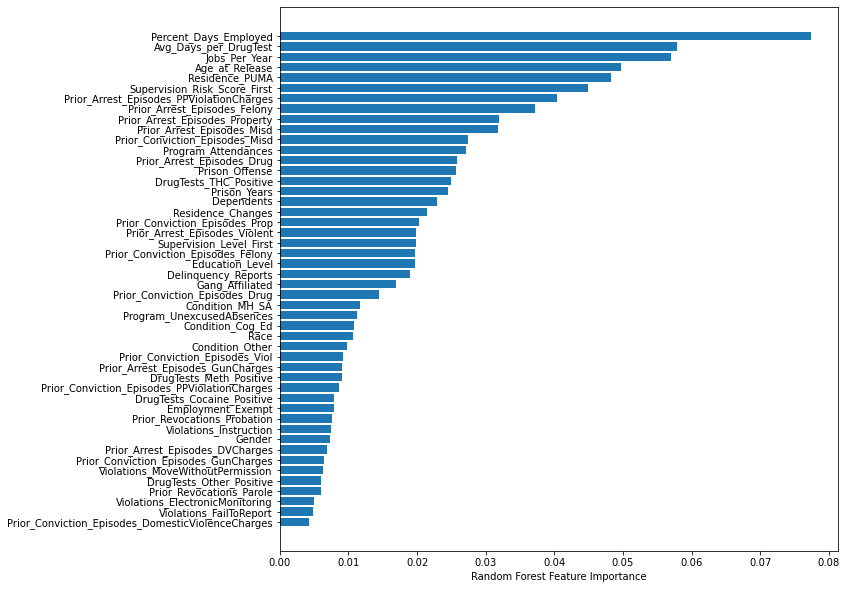 Percent_Days_Employed
Avg_Days_per_DrugTest
Jobs_Per_Year
Age_at_Release
Residence_PUMA
Supervision_Risk_Score_First
Prior_Arrest_Episodes_PPViolationCharges
Prior_Arrest_Episodes_Felony
Prior_Arrest_Episodes_Property
Prior_Arrest_Episodes_Misd
Prior_Conviction_Episodes_Misd
Program_Attendances
Prior_Arrest_Episodes_Drug
Prison_Offense
DrugTests_THC_Positive
Prison_Years
Dependents
Residence_Changes
Prior_Conviction_Episodes_Prop
Prior_Arrest_Episodes_Violent
Supervision_Level_First
Prior_Conviction_Episodes_Felony
Education_Level
Delinquency_Reports
Gang_Affiliated
Prior_Conviction_Episodes_Drug
Condition_MH_SA
Program_UnexcusedAbsences
Condition_Cog_Ed
Race
Condition_Other
Prior_Conviction_Episodes_Viol
Prior_Arrest_Episodes_GunCharges
DrugTests_Meth_Positive
Prior_Conviction_Episodes_PPViolationCharges
DrugTests_Cocaine_Positive
Employment_Exempt
Prior_Revocations_Probation
Violations_Instruction
Gender
Prior_Arrest_Episodes_DVCharges
Prior_Conviction_Episodes_GunCharges
Violations_MoveWithoutPermission
DrugTests_Other_Positive
Prior_Revocations_Parole
Violations_ElectronicMonitoring
Violations_FailToReport
Prior_Conviction_Episodes_DomesticViolenceCharges
0.00 0.01 0.02 0.03 0.04 0.05 0.06 0.07 0.08
Random Forest Feature Importance